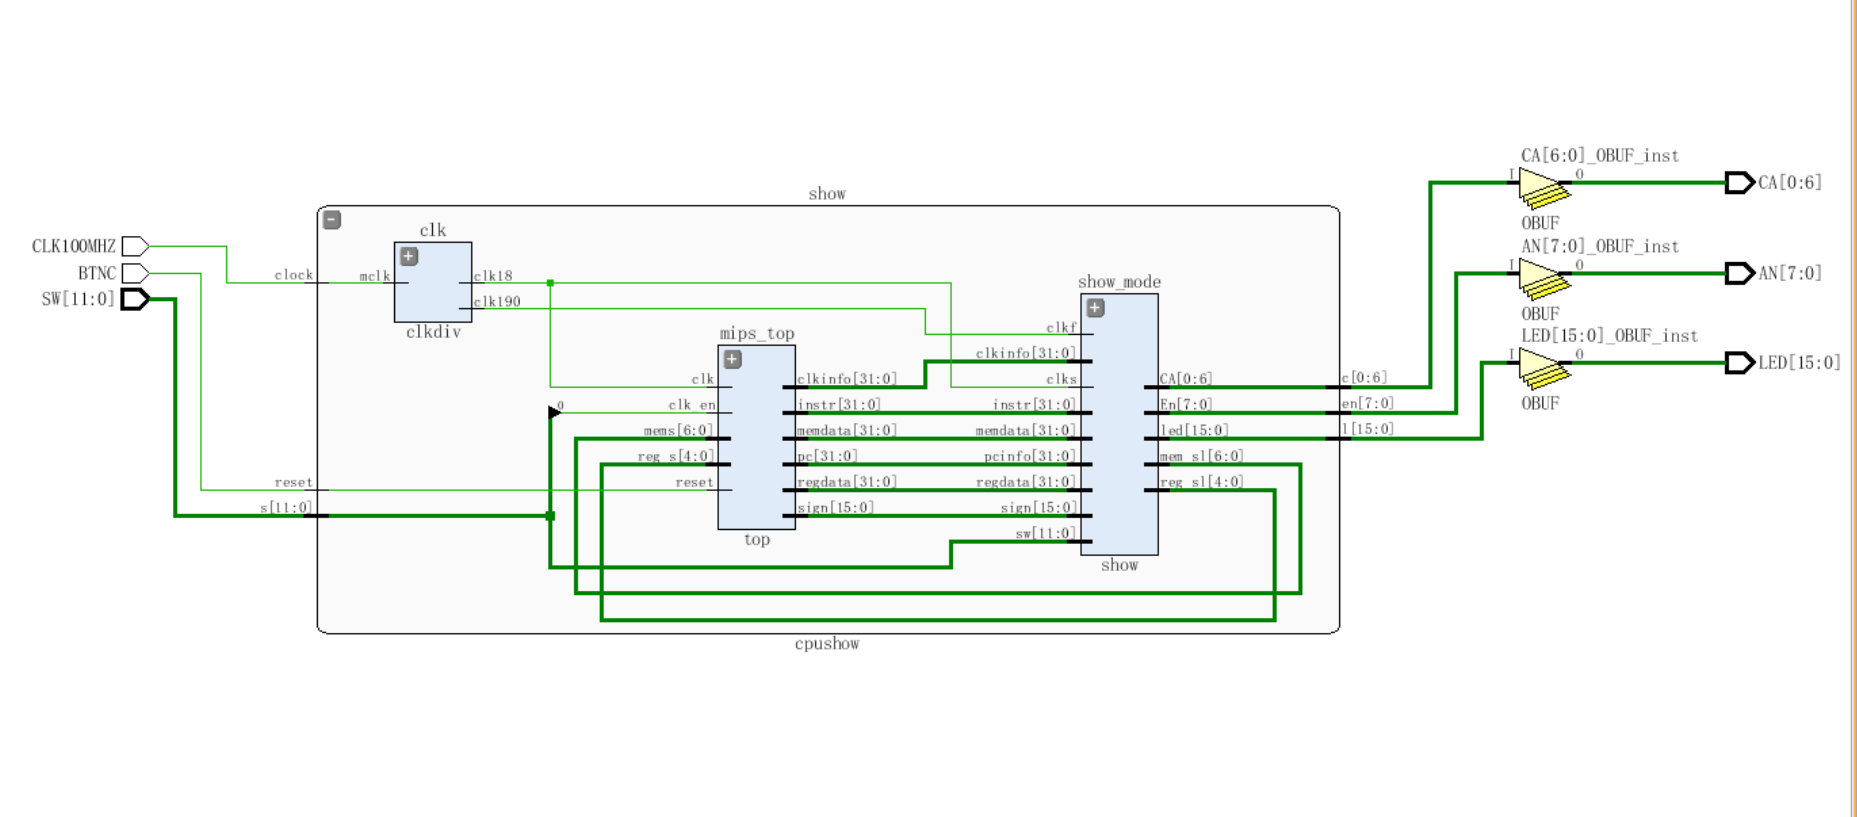 CA[6:0]_OBUF_inst
I
O
CA[0:6]
OBUF
show
CLK100MHZ
BTNC
SW[11:0]
AN[7:0]_OBUF_inst
I
O
AN[7:0]
OBUF
LED[15:0]_OBUF_inst
I
O
LED[15:0]
OBUF
clock
reset
s[11:0]
clk
mclk
clk18
clk190
clkdiv
0
mips_top
clk
clk_en
mems[6:0]
reg_s[4:0]
reset
clkinfo[31:0]
instr[31:0]
memdata[31:0]
pc[31:0]
regdata[31:0]
sign[15:0]
top
show_mode
clkf
clkinfo[31:0]
clks
instr[31:0]
memdata[31:0]
pcinfo[31:0]
regdata[31:0]
sign[15:0]
sw[11:0]
CA[0:6]
En[7:0]
led[15:0]
mem_sl[6:0]
reg_sl[4:0]
show
c[0:6]
en[7:0]
l[15:0]
cpushow